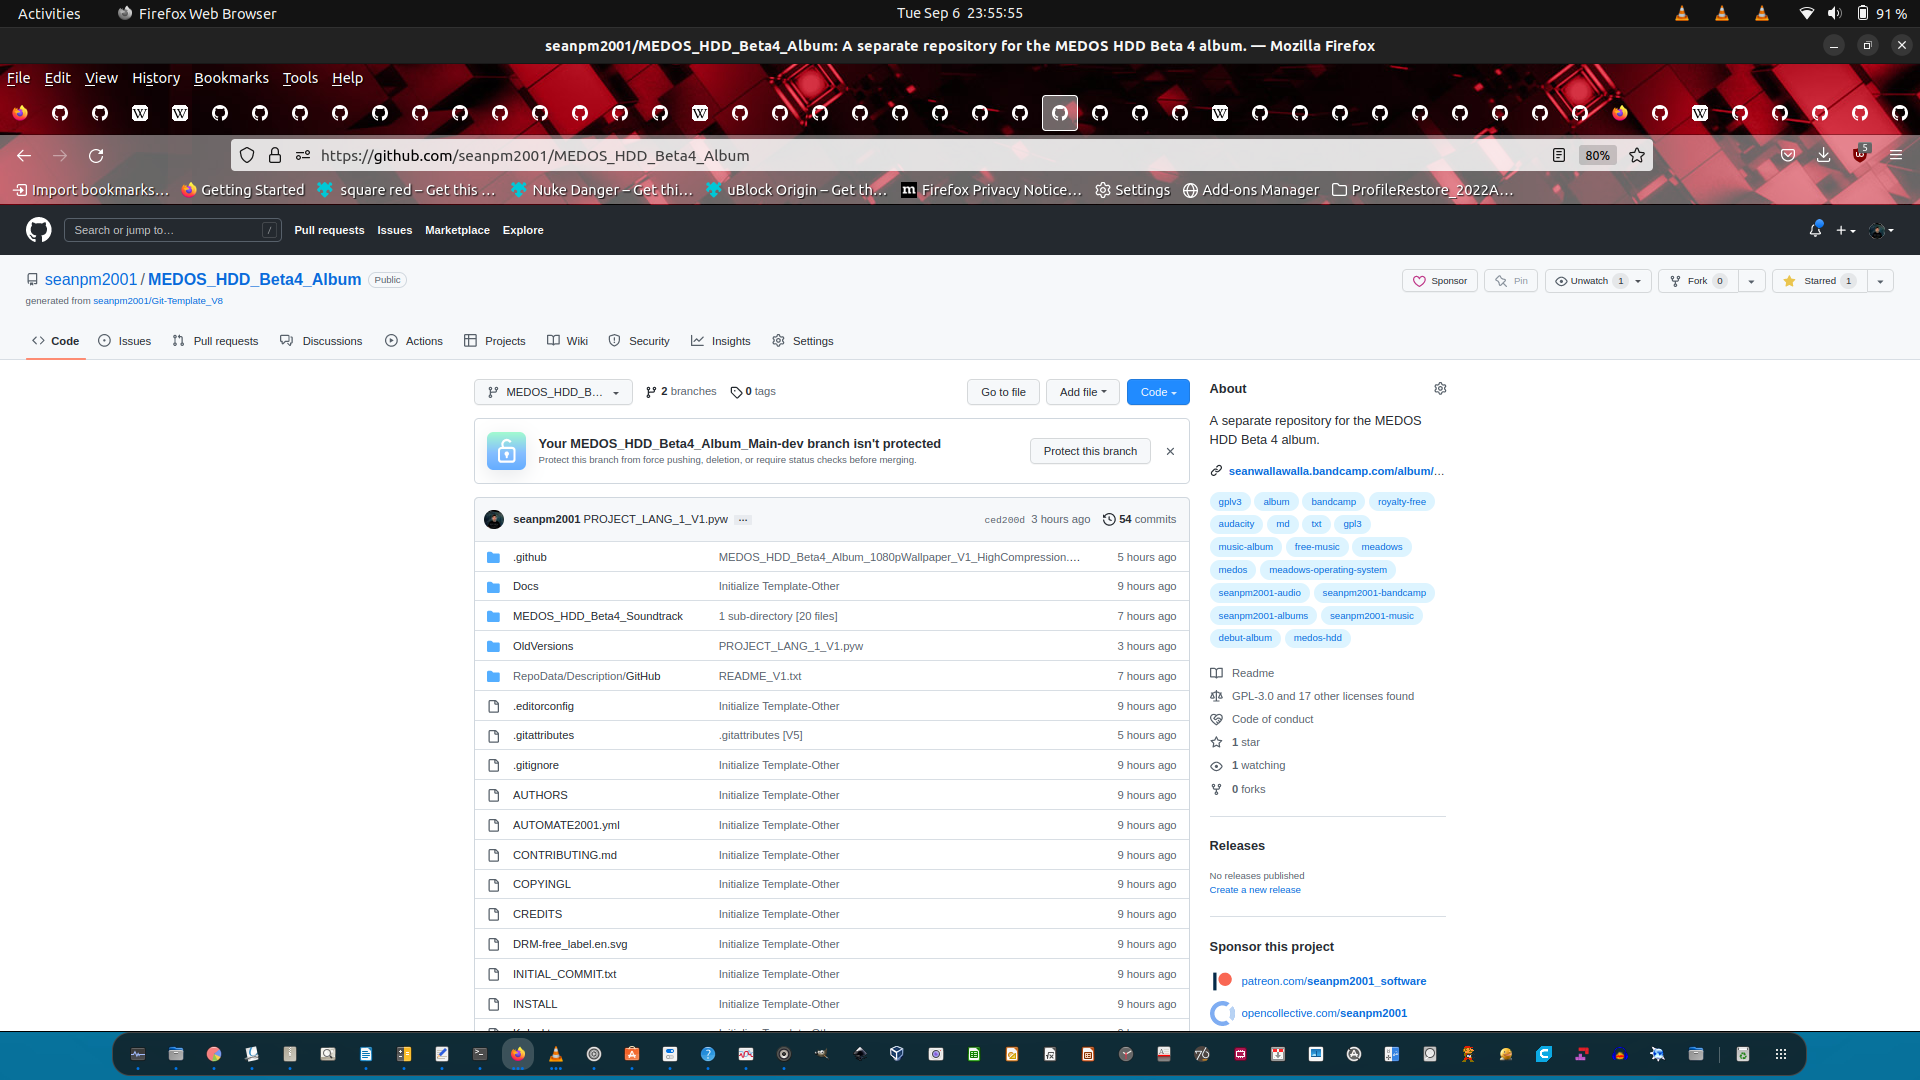 Activities
Firefox Web Browser
Tue Sep 6  23:55:55
91 %
seanpm2001/MEDOS_HDD_Beta4_Album: A separate repository for the MEDOS HDD Beta 4 album. — Mozilla Firefox
File Edit View History Bookmarks Tools Help
https://github.com/seanpm2001/MEDOS_HDD_Beta4_Album
80%
5
Import bookmarks…
Getting Started
square red – Get this …
Nuke Danger – Get thi…
uBlock Origin – Get th…
Firefox Privacy Notice…
Settings
Add-ons Manager
ProfileRestore_2022A…
Search or jump to…
/
Pull requests
Issues
Marketplace
Explore
seanpm2001 / MEDOS_HDD_Beta4_Album
Public
generated from seanpm2001/Git-Template_V8
Sponsor
Pin
Unwatch 1
Fork 0
Starred 1
Code
Issues
Pull requests
Discussions
Actions
Projects
Wiki
Security
Insights
Settings
MEDOS_HDD_B…
2 branches
0 tags
Go to file
Add file
Code
Your MEDOS_HDD_Beta4_Album_Main-dev branch isn't protected
Protect this branch from force pushing, deletion, or require status checks before merging.
Protect this branch
seanpm2001 PROJECT_LANG_1_V1.pyw …
ced200d 3 hours ago
54 commits
.github MEDOS_HDD_Beta4_Album_1080pWallpaper_V1_HighCompression.… 5 hours ago
Docs Initialize Template-Other 9 hours ago
MEDOS_HDD_Beta4_Soundtrack 1 sub-directory [20 files] 7 hours ago
OldVersions PROJECT_LANG_1_V1.pyw 3 hours ago
RepoData/Description/GitHub README_V1.txt 7 hours ago
.editorconfig Initialize Template-Other 9 hours ago
.gitattributes .gitattributes [V5] 5 hours ago
.gitignore Initialize Template-Other 9 hours ago
AUTHORS Initialize Template-Other 9 hours ago
AUTOMATE2001.yml Initialize Template-Other 9 hours ago
CONTRIBUTING.md Initialize Template-Other 9 hours ago
COPYINGL Initialize Template-Other 9 hours ago
CREDITS Initialize Template-Other 9 hours ago
DRM-free_label.en.svg Initialize Template-Other 9 hours ago
INITIAL_COMMIT.txt Initialize Template-Other 9 hours ago
INSTALL Initialize Template-Other 9 hours ago
About
A separate repository for the MEDOS
HDD Beta 4 album.
seanwallawalla.bandcamp.com/album/…
gplv3 album bandcamp royalty-free
audacity md txt gpl3
music-album free-music meadows
medos meadows-operating-system
seanpm2001-audio seanpm2001-bandcamp
seanpm2001-albums seanpm2001-music
debut-album medos-hdd
Readme
GPL-3.0 and 17 other licenses found
Code of conduct
1 star
1 watching
0 forks
Releases
No releases published
Create a new release
Sponsor this project
patreon.com/seanpm2001_software
opencollective.com/seanpm2001